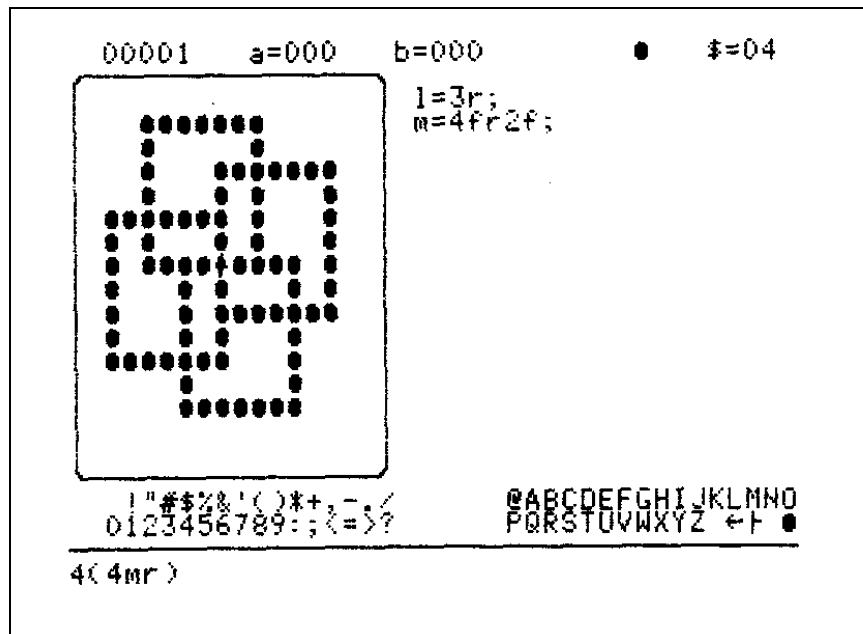 00001 a=000 b=000 ● $=04
l=3r;
m=4fr2f;
!"#$%&'()*+,-./ @ABCDEFGHIJKLMNO
0123456789:;<=>? PQRSTUVWXYZ ←⊦ ●
4(4mr)